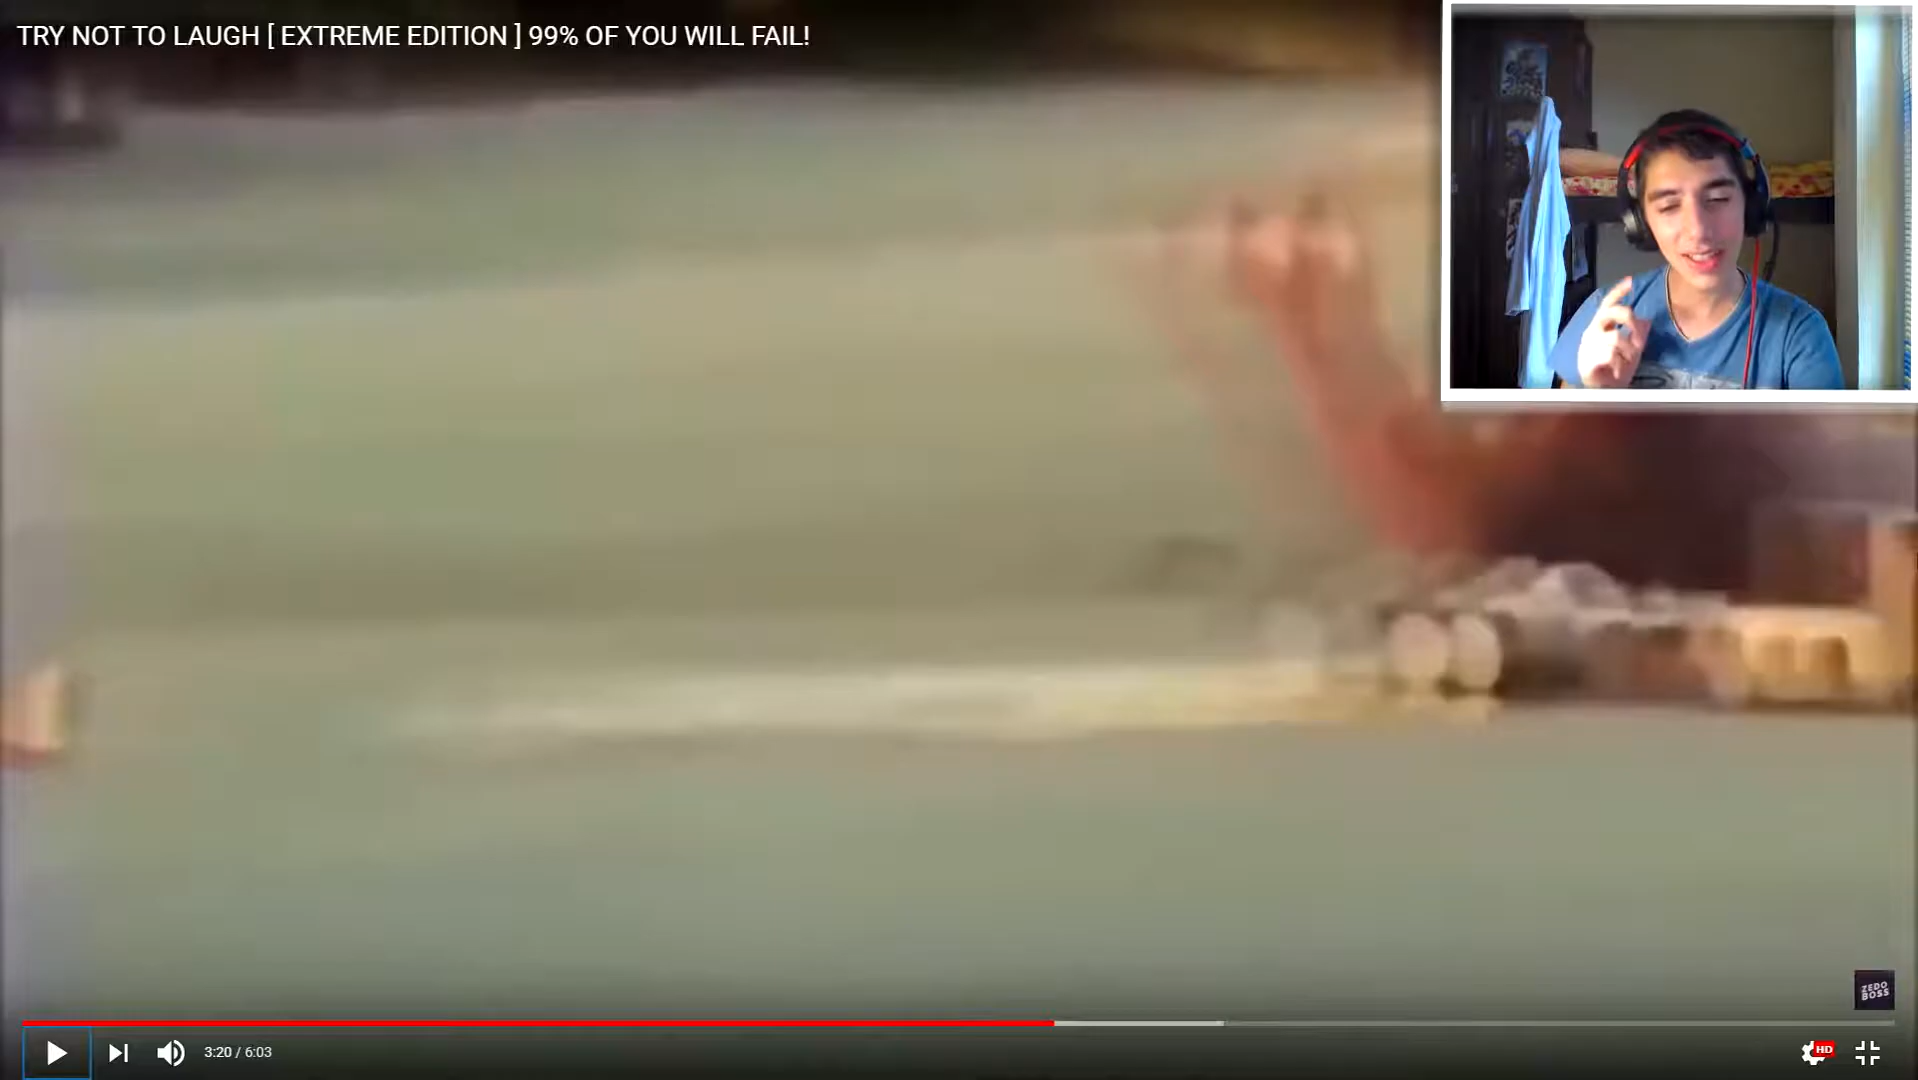 TRY NOT TO LAUGH [ EXTREME EDITION ] 99% OF YOU WILL FAIL!
ZEDO
BOSS
3:20 / 6:03
HD